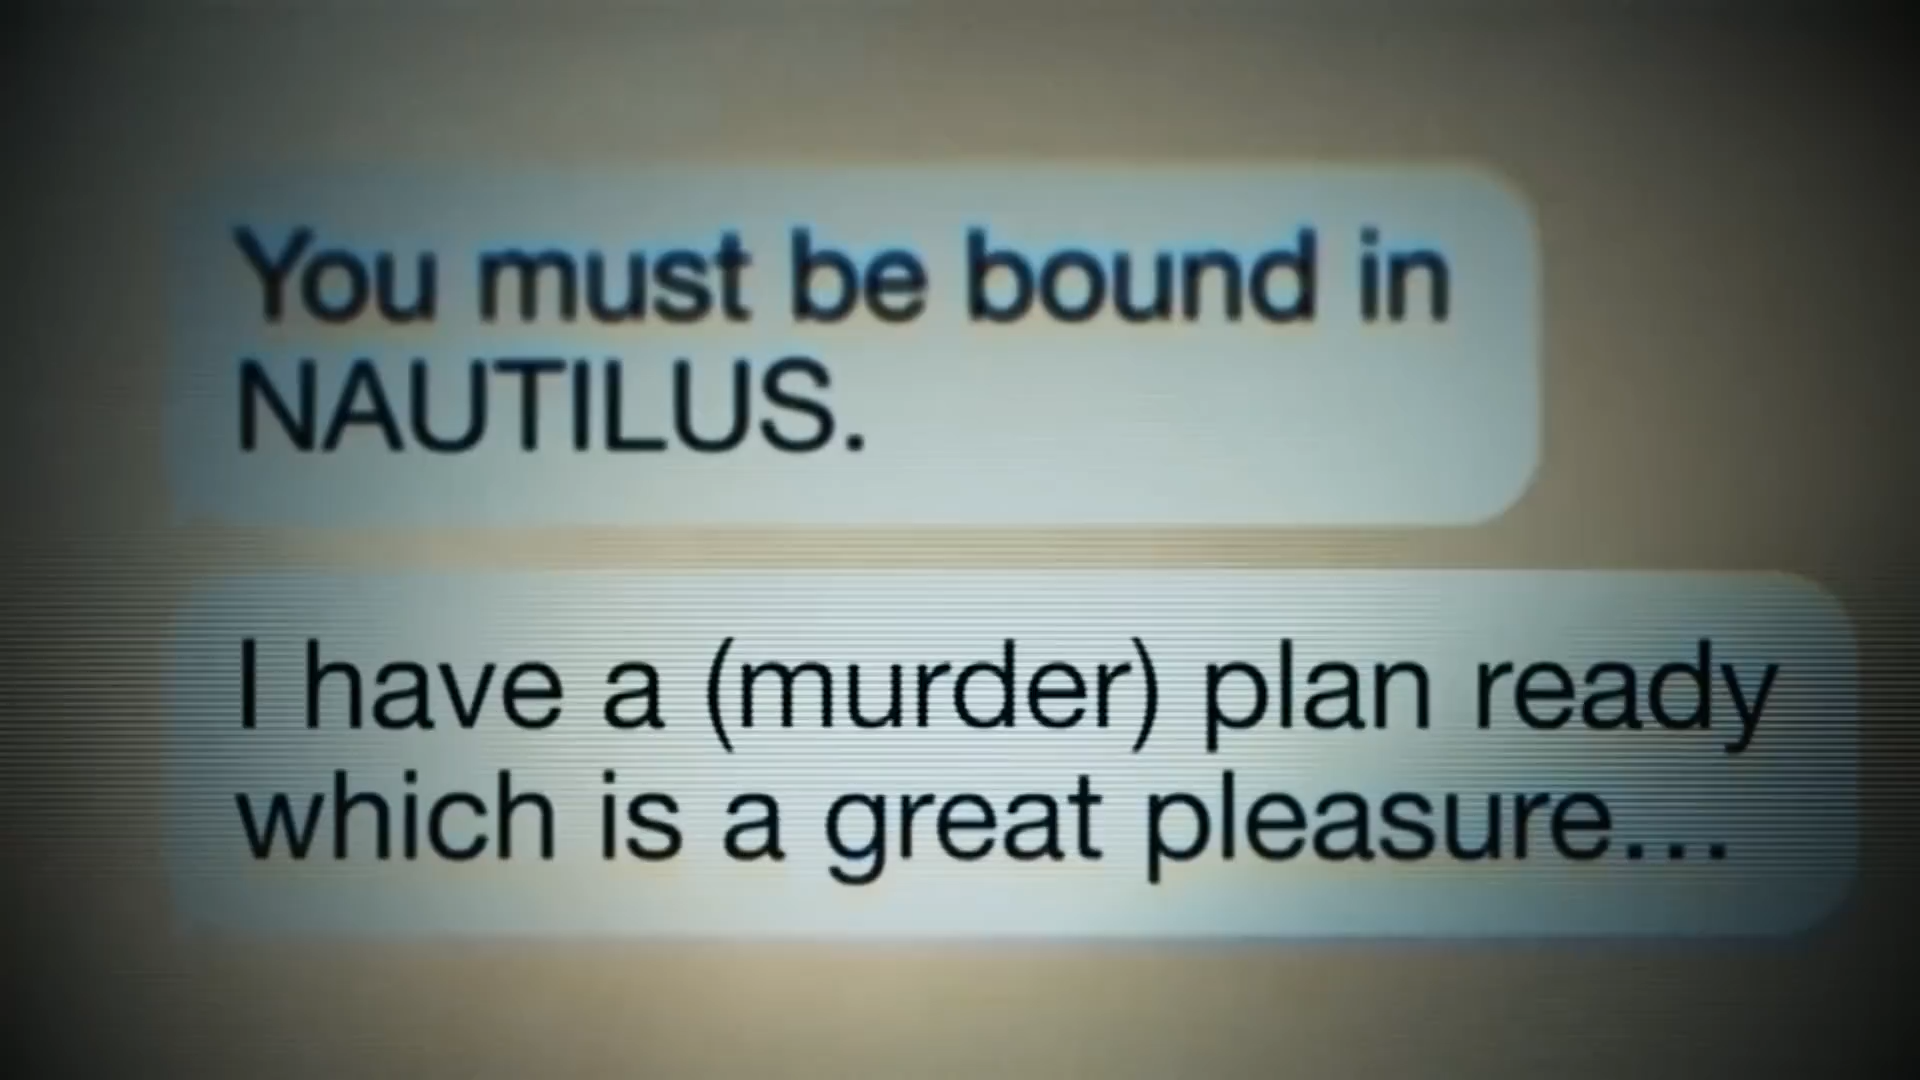 You must be bound in
NAUTILUS.
I have a (murder) plan ready
which is a great pleasure...